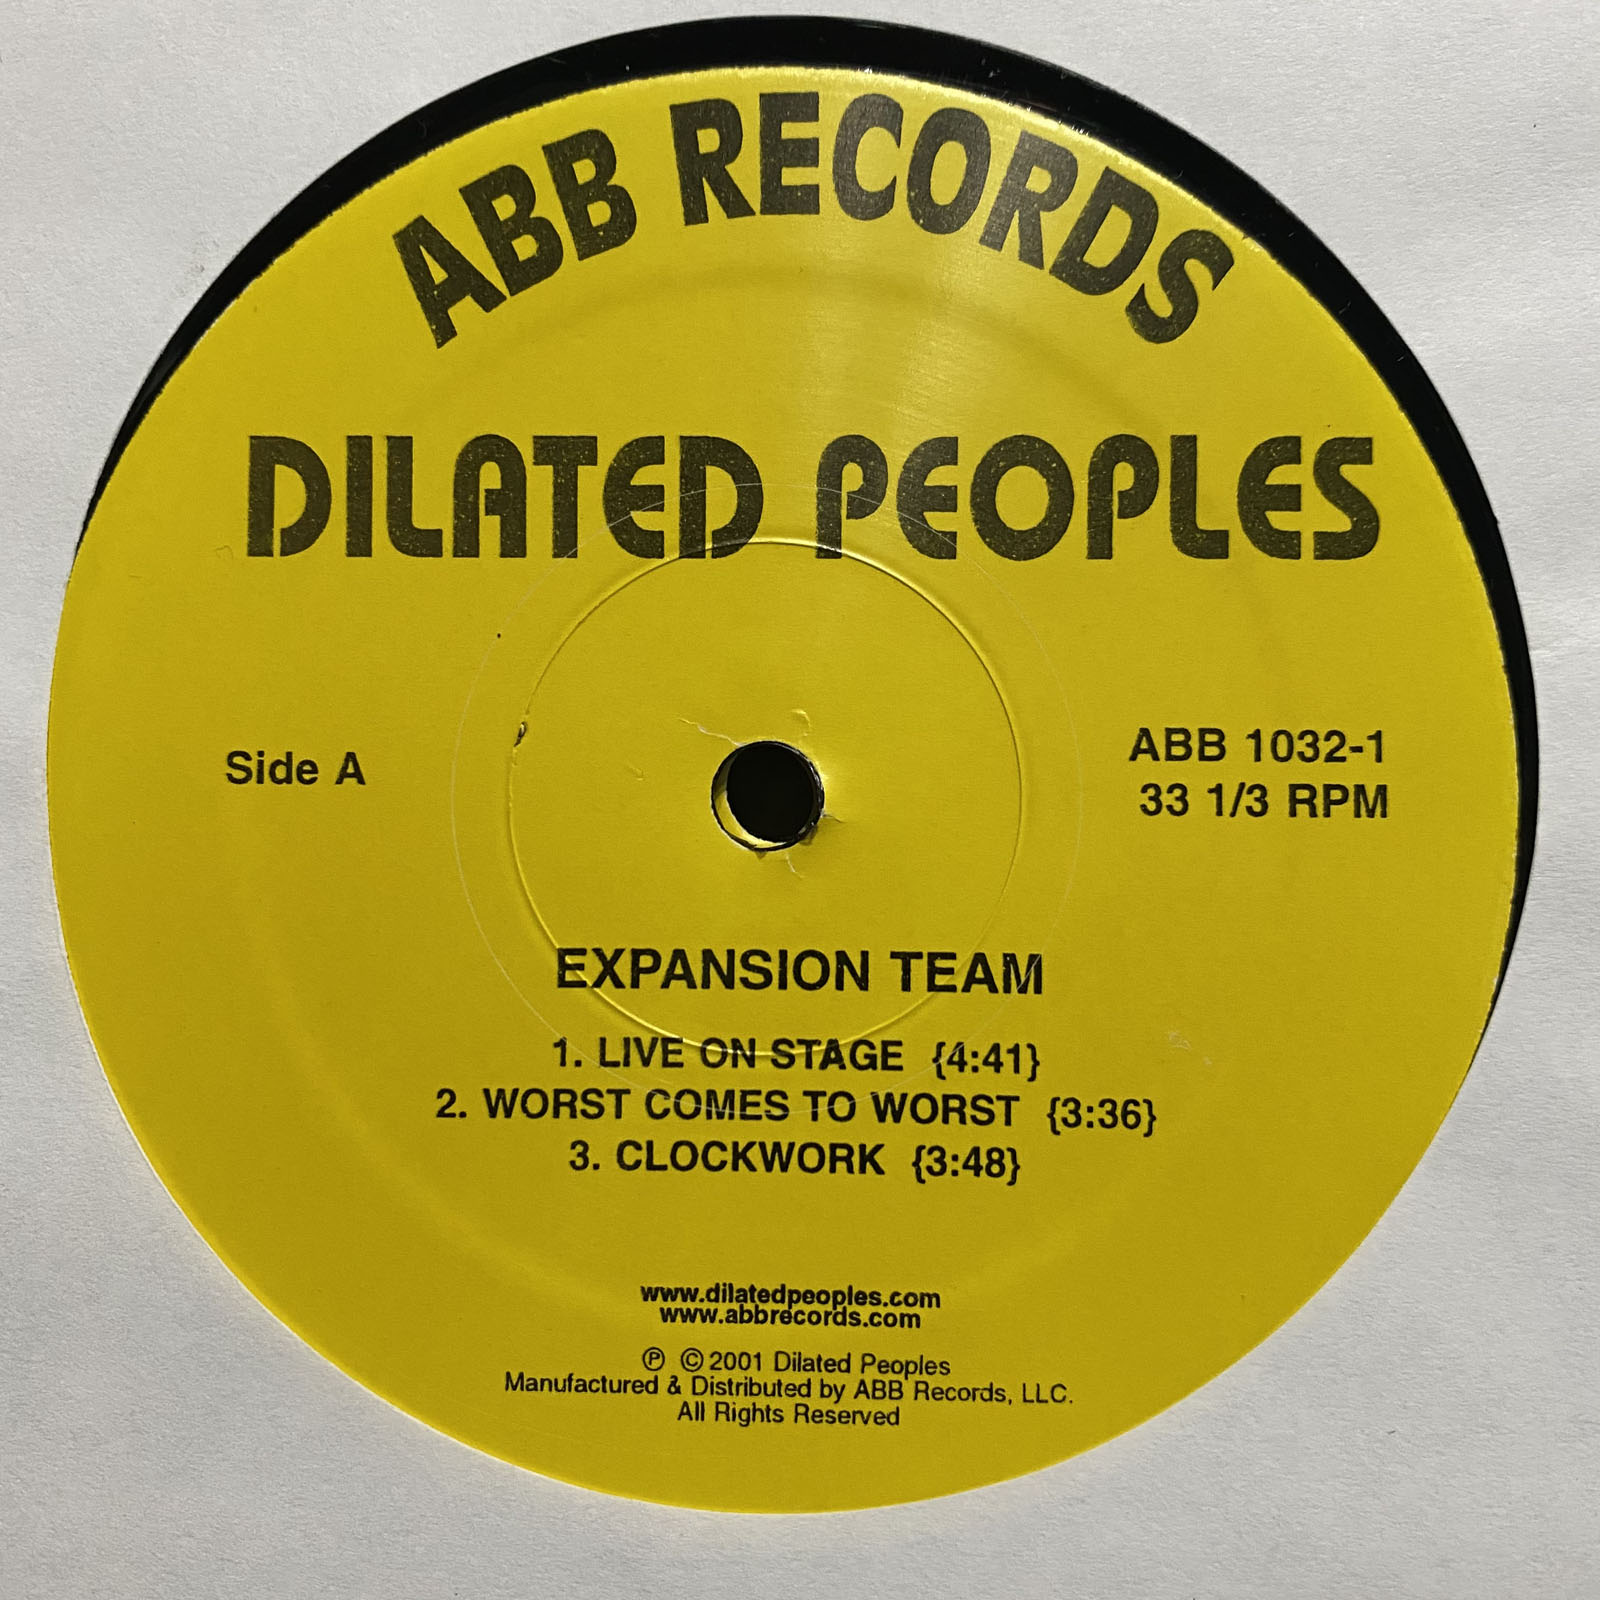 ABB RECORDS
DILATED PEOPLES
Side A
ABB 1032-1
33 1/3 RPM
EXPANSION TEAM
1. LIVE ON STAGE {4:41}
2. WORST COMES TO WORST {3:36}
3. CLOCKWORK {3:48}
www.dilatedpeoples.com
www.abbrecords.com
℗ © 2001 Dilated Peoples
Manufactured & Distributed by ABB Records, LLC.
All Rights Reserved